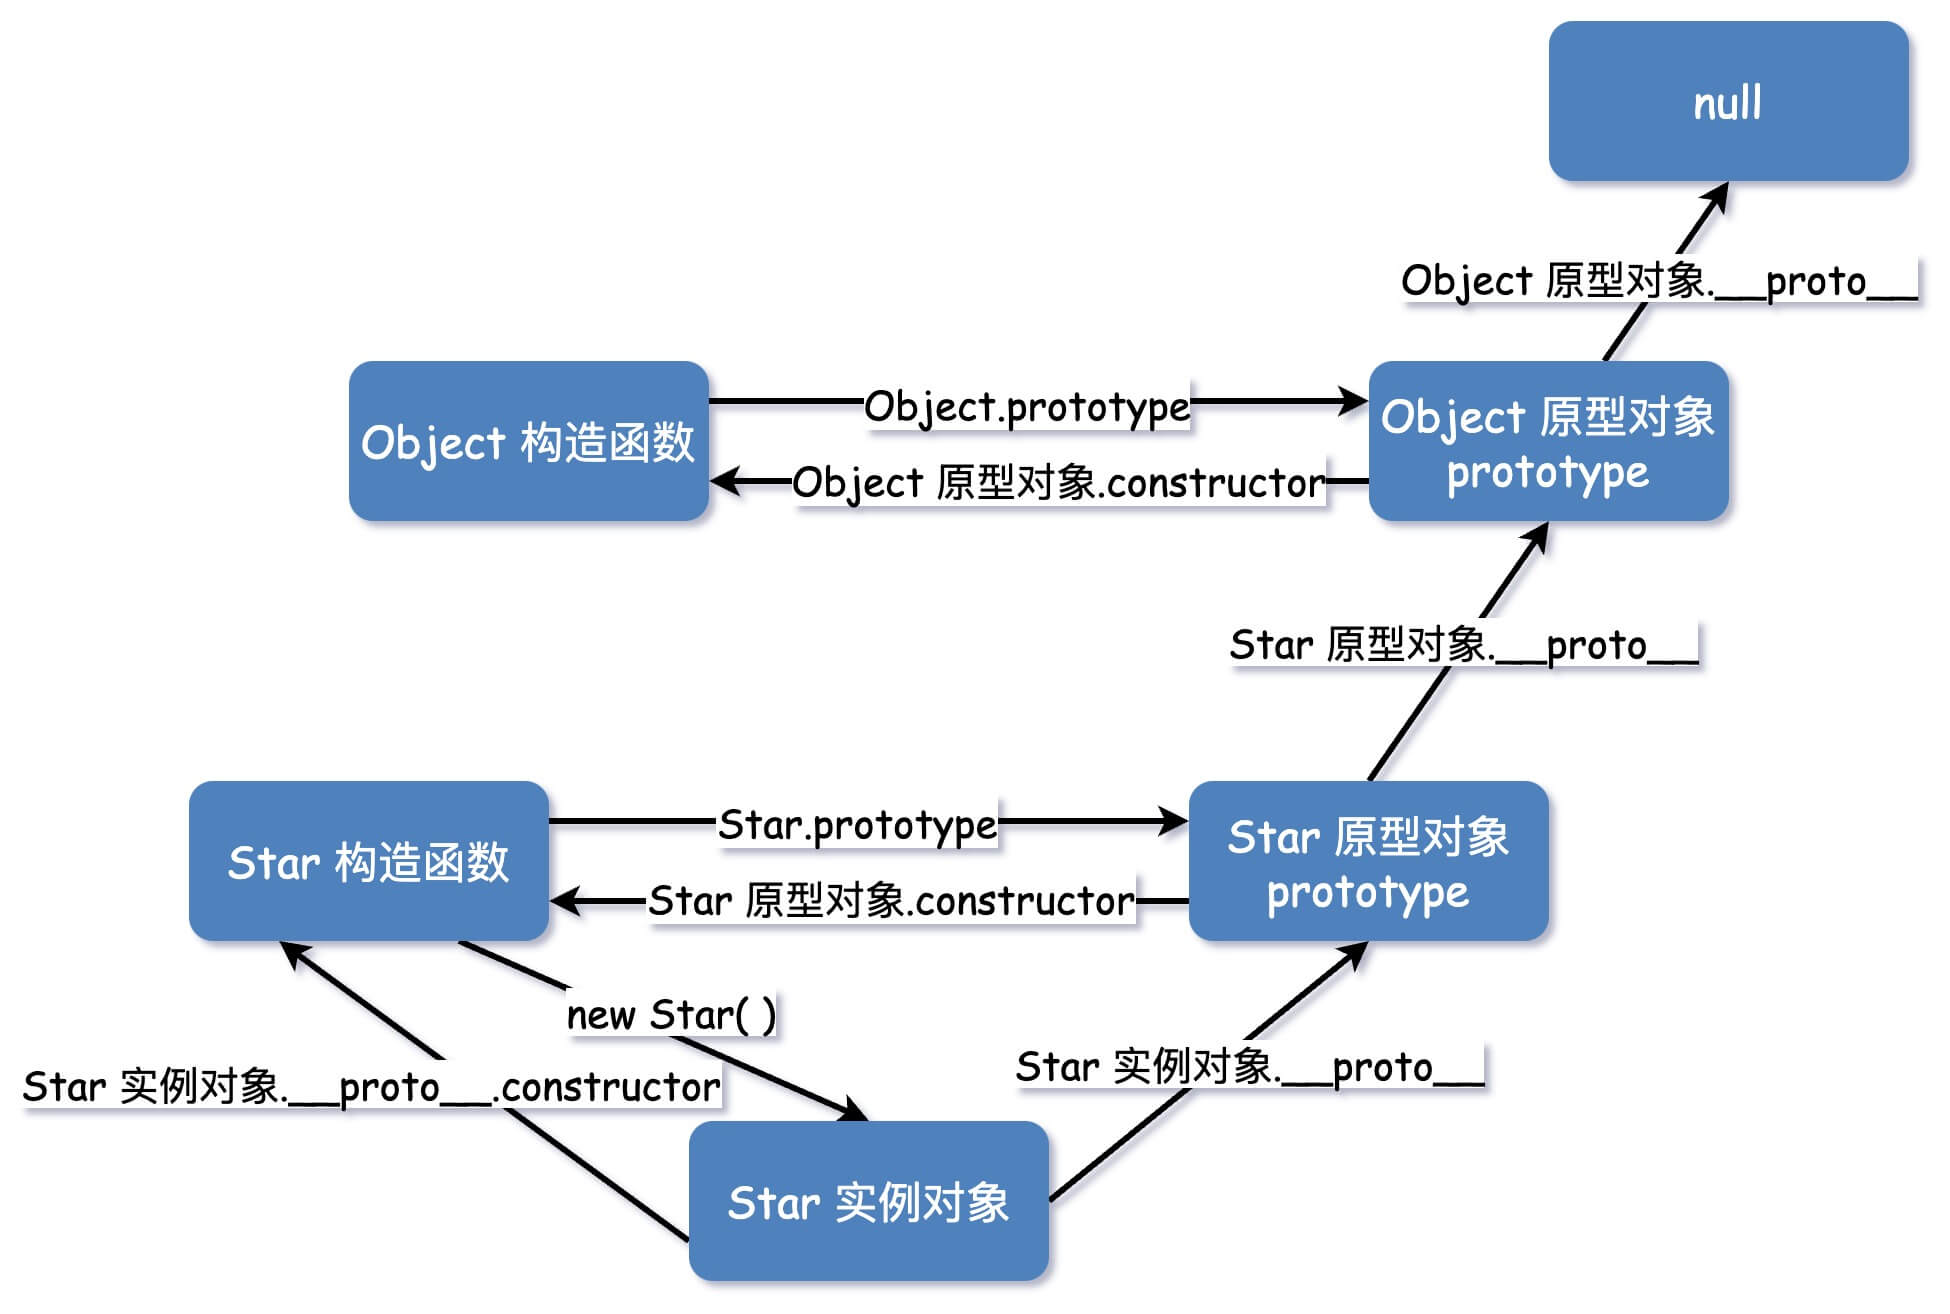 null
Object 原型对象.__proto__
Object 构造函数
Object.prototype
Object 原型对象.constructor
Object 原型对象
prototype
Star 原型对象.__proto__
Star 构造函数
Star.prototype
Star 原型对象.constructor
Star 原型对象
prototype
new Star( )
Star 实例对象.__proto__.constructor
Star 实例对象.__proto__
Star 实例对象